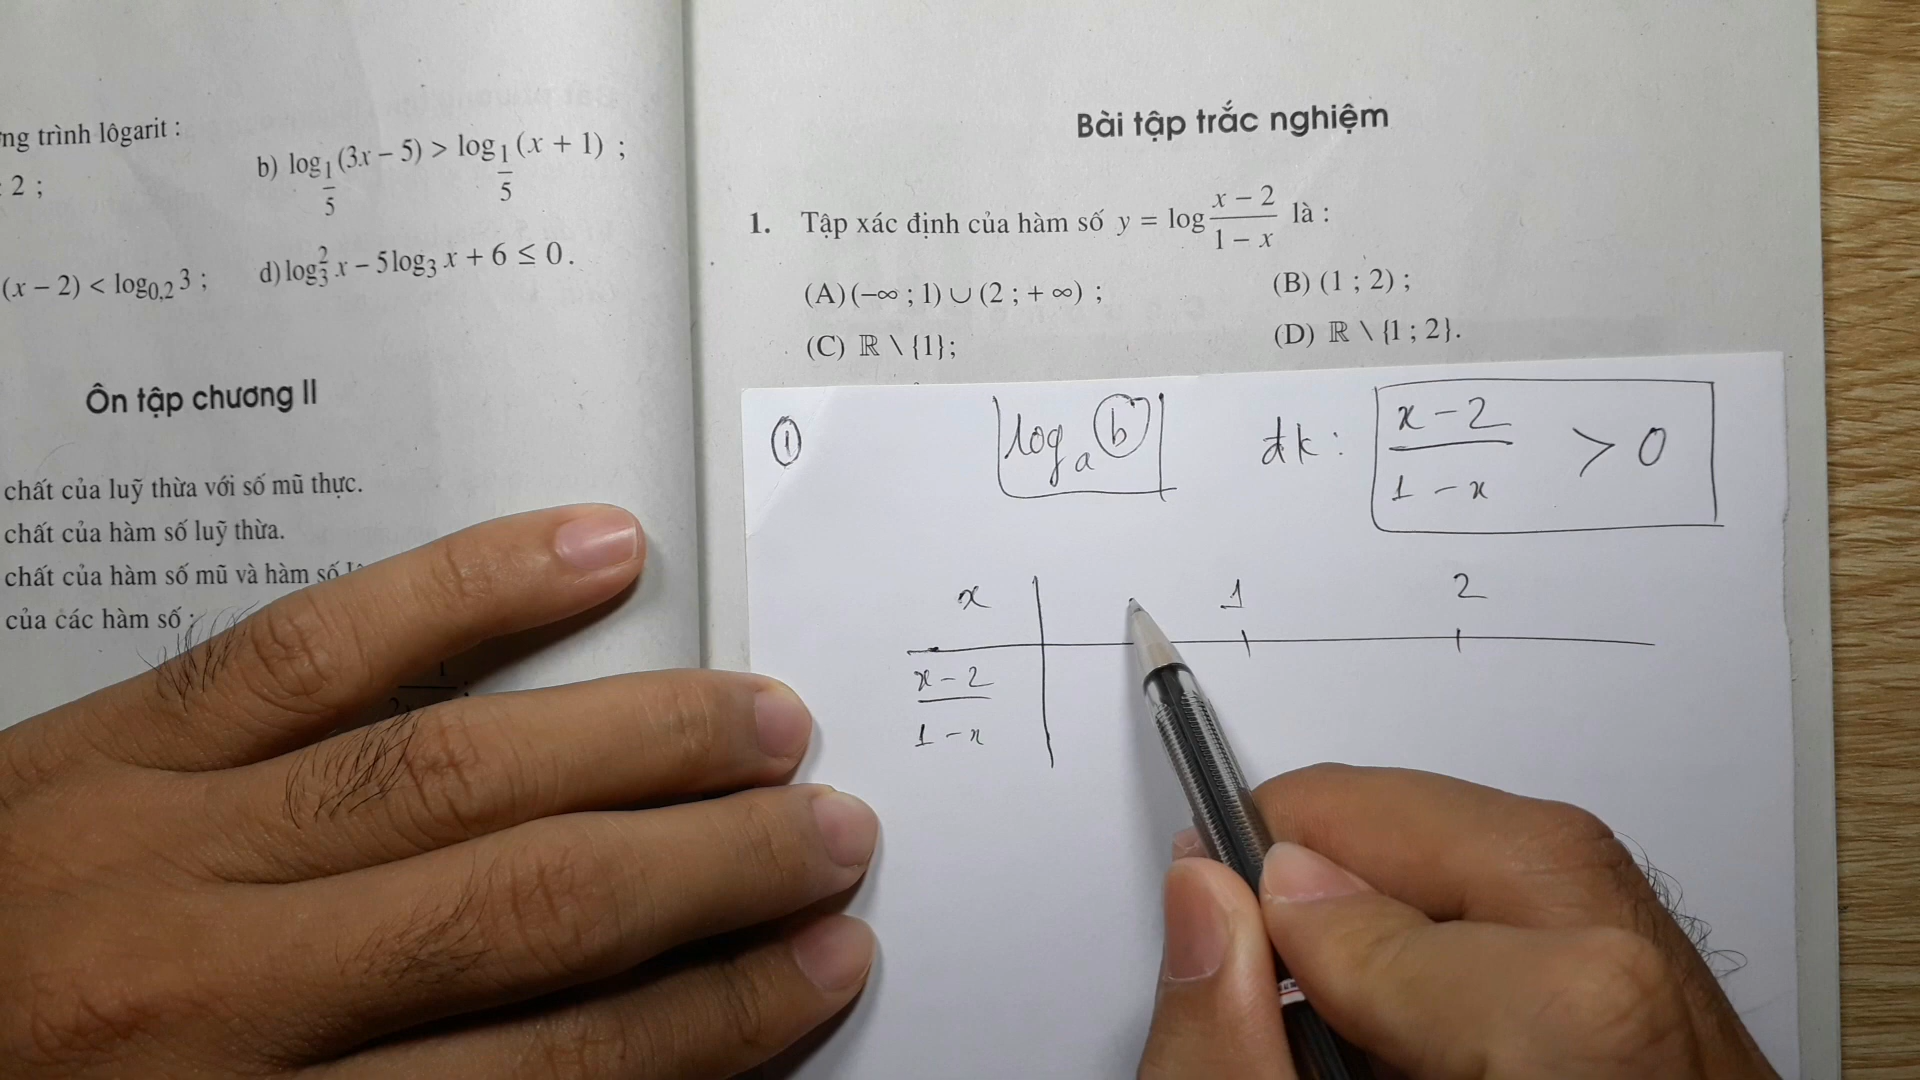 ng trình lôgarit :
2 ;
b) log_{1/5}(3x − 5) > log_{1/5}(x + 1) ;
(x − 2) < log_{0,2} 3 ;
d) log_3^2 x − 5log_3 x + 6 ≤ 0.
Ôn tập chương II
chất của luỹ thừa với số mũ thực.
chất của hàm số luỹ thừa.
chất của hàm số mũ và hàm số
của các hàm số :
Bài tập trắc nghiệm
1. Tập xác định của hàm số y = log \frac{x − 2}{1 − x} là :
(A) (−∞ ; 1) ∪ (2 ; + ∞) ;
(B) (1 ; 2) ;
(C) ℝ \ {1};
(D) ℝ \ {1 ; 2}.
① log_a b đk : \frac{x − 2}{1 − x} > 0
x 1 2
\frac{x − 2}{1 − x}